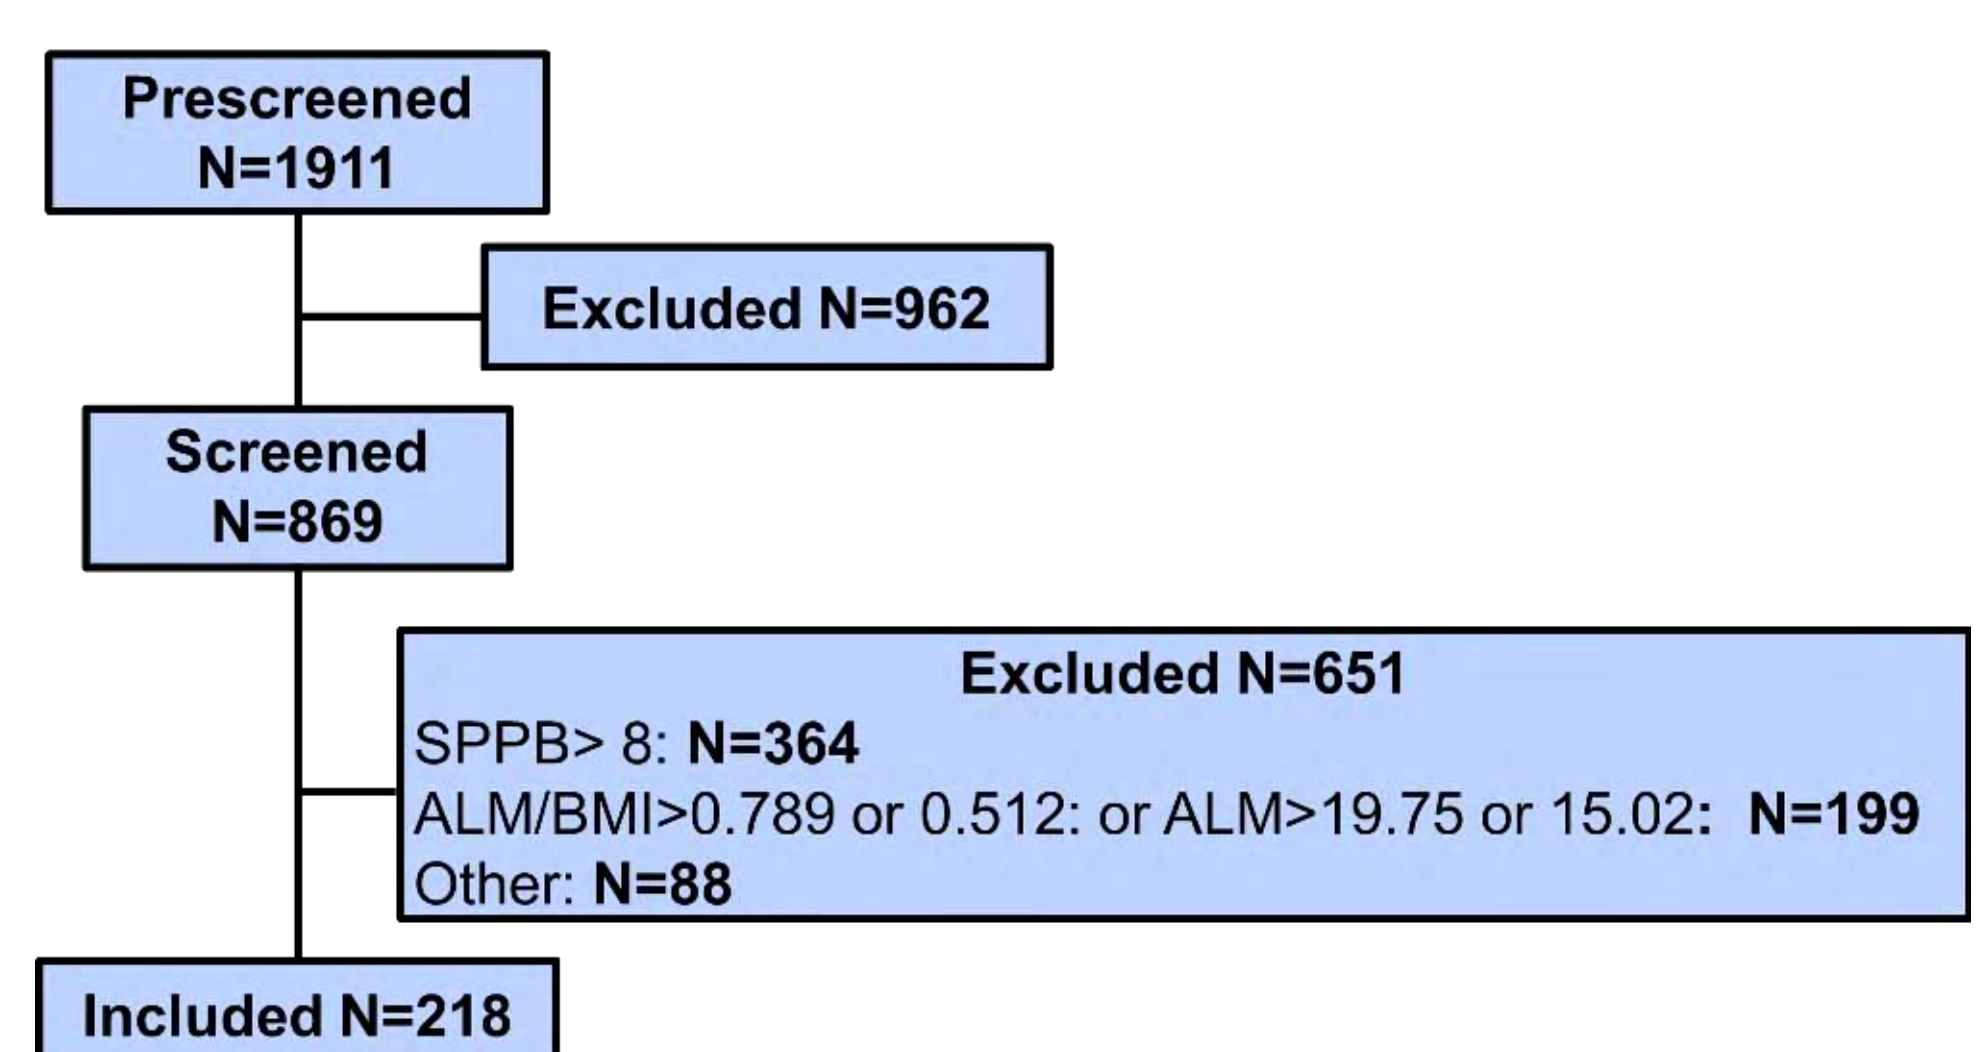 Prescreened
N=1911
Excluded N=962
Screened
N=869
Excluded N=651
SPPB> 8: N=364
ALM/BMI>0.789 or 0.512: or ALM>19.75 or 15.02: N=199
Other: N=88
Included N=218